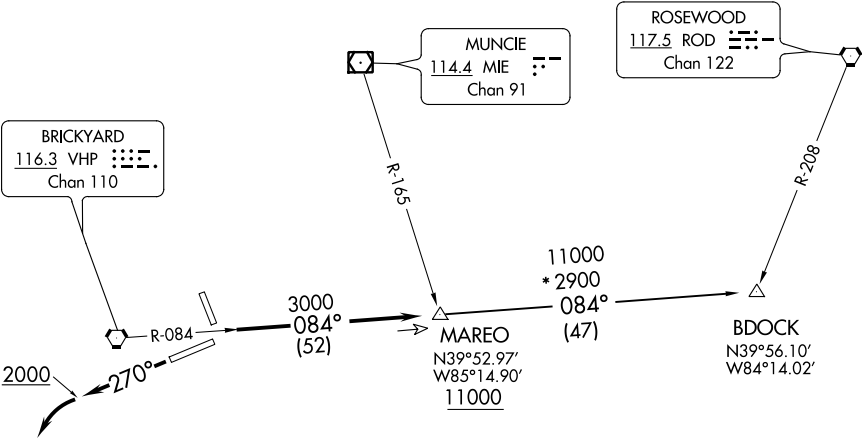 ROSEWOOD
117.5 ROD
Chan 122
MUNCIE
114.4 MIE
Chan 91
BRICKYARD
116.3 VHP
Chan 110
R-165
R-208
R-084
3000
084°
(52)
11000
*2900
084°
(47)
MAREO
N39°52.97'
W85°14.90'
11000
BDOCK
N39°56.10'
W84°14.02'
2000
270°